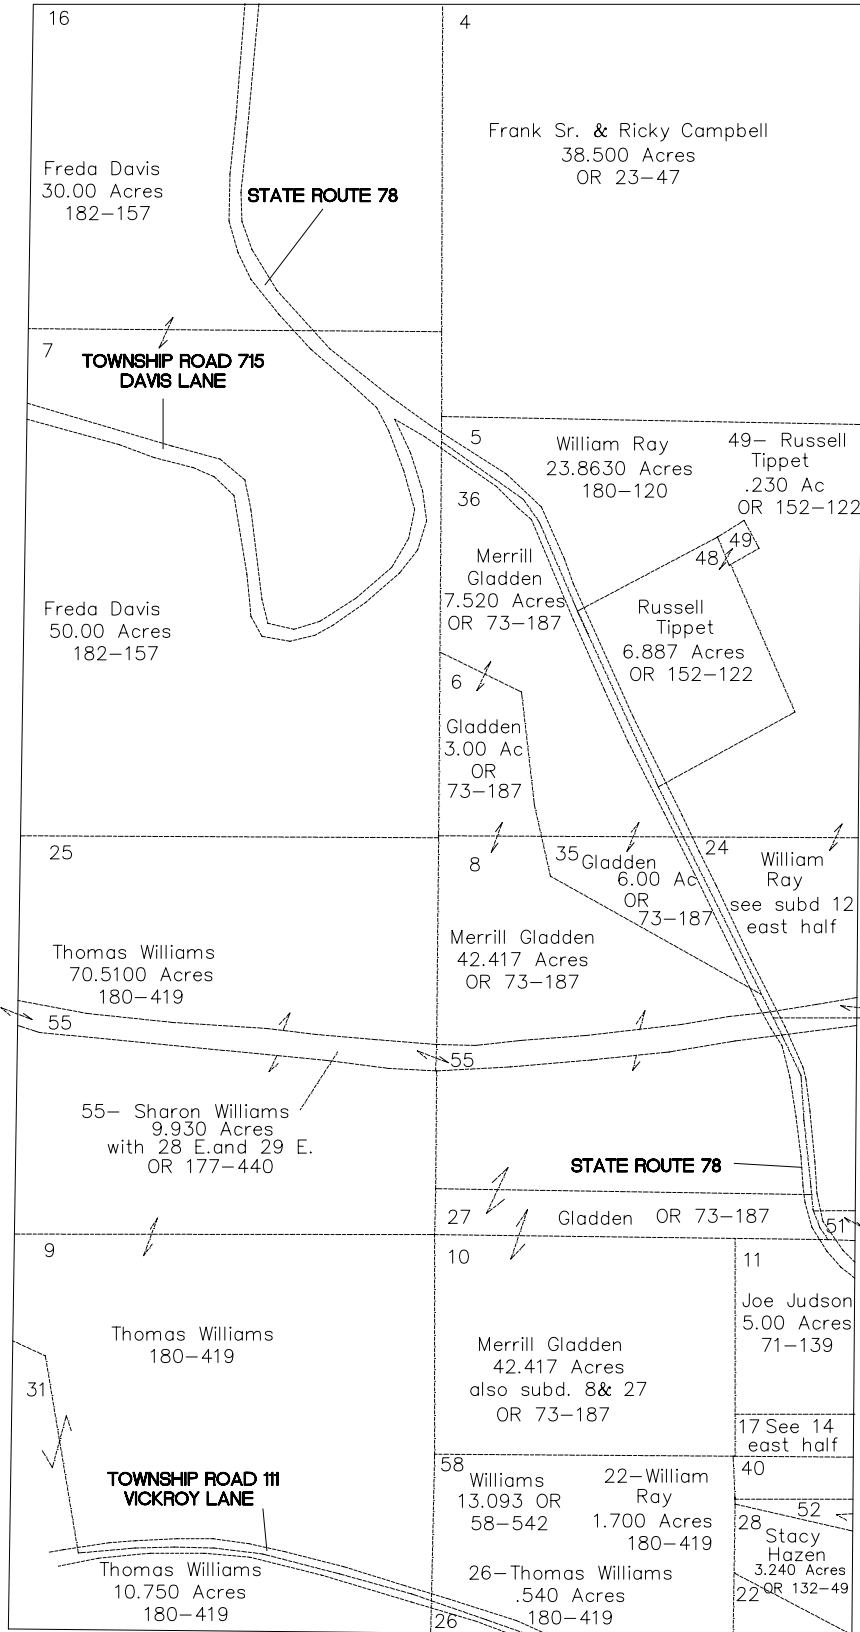 16
4
Frank Sr. & Ricky Campbell
38.500 Acres
OR 23-47
Freda Davis
30.00 Acres
182-157
STATE ROUTE 78
7
TOWNSHIP ROAD 715
DAVIS LANE
5
William Ray
23.8630 Acres
180-120
49- Russell
Tippet
.230 Ac
OR 152-122
36
49
48
Merrill
Gladden
7.520 Acres
OR 73-187
Russell
Tippet
6.887 Acres
OR 152-122
Freda Davis
50.00 Acres
182-157
6
Gladden
3.00 Ac
OR
73-187
25
8
35
Gladden
6.00 Ac
OR
73-187
24
William
Ray
see subd 12
east half
Thomas Williams
70.5100 Acres
180-419
Merrill Gladden
42.417 Acres
OR 73-187
55
55
55- Sharon Williams
9.930 Acres
with 28 E.and 29 E.
OR 177-440
STATE ROUTE 78
27
Gladden OR 73-187
51
9
10
11
Thomas Williams
180-419
Joe Judson
5.00 Acres
71-139
Merrill Gladden
42.417 Acres
also subd. 8& 27
OR 73-187
31
17 See 14
east half
58
40
TOWNSHIP ROAD 111
VICKROY LANE
Williams
13.093 OR
58-542
22-William
Ray
1.700 Acres
180-419
52
28
Stacy
Hazen
3.240 Acres
OR 132-49
Thomas Williams
10.750 Acres
180-419
26-Thomas Williams
.540 Acres
180-419
22
26